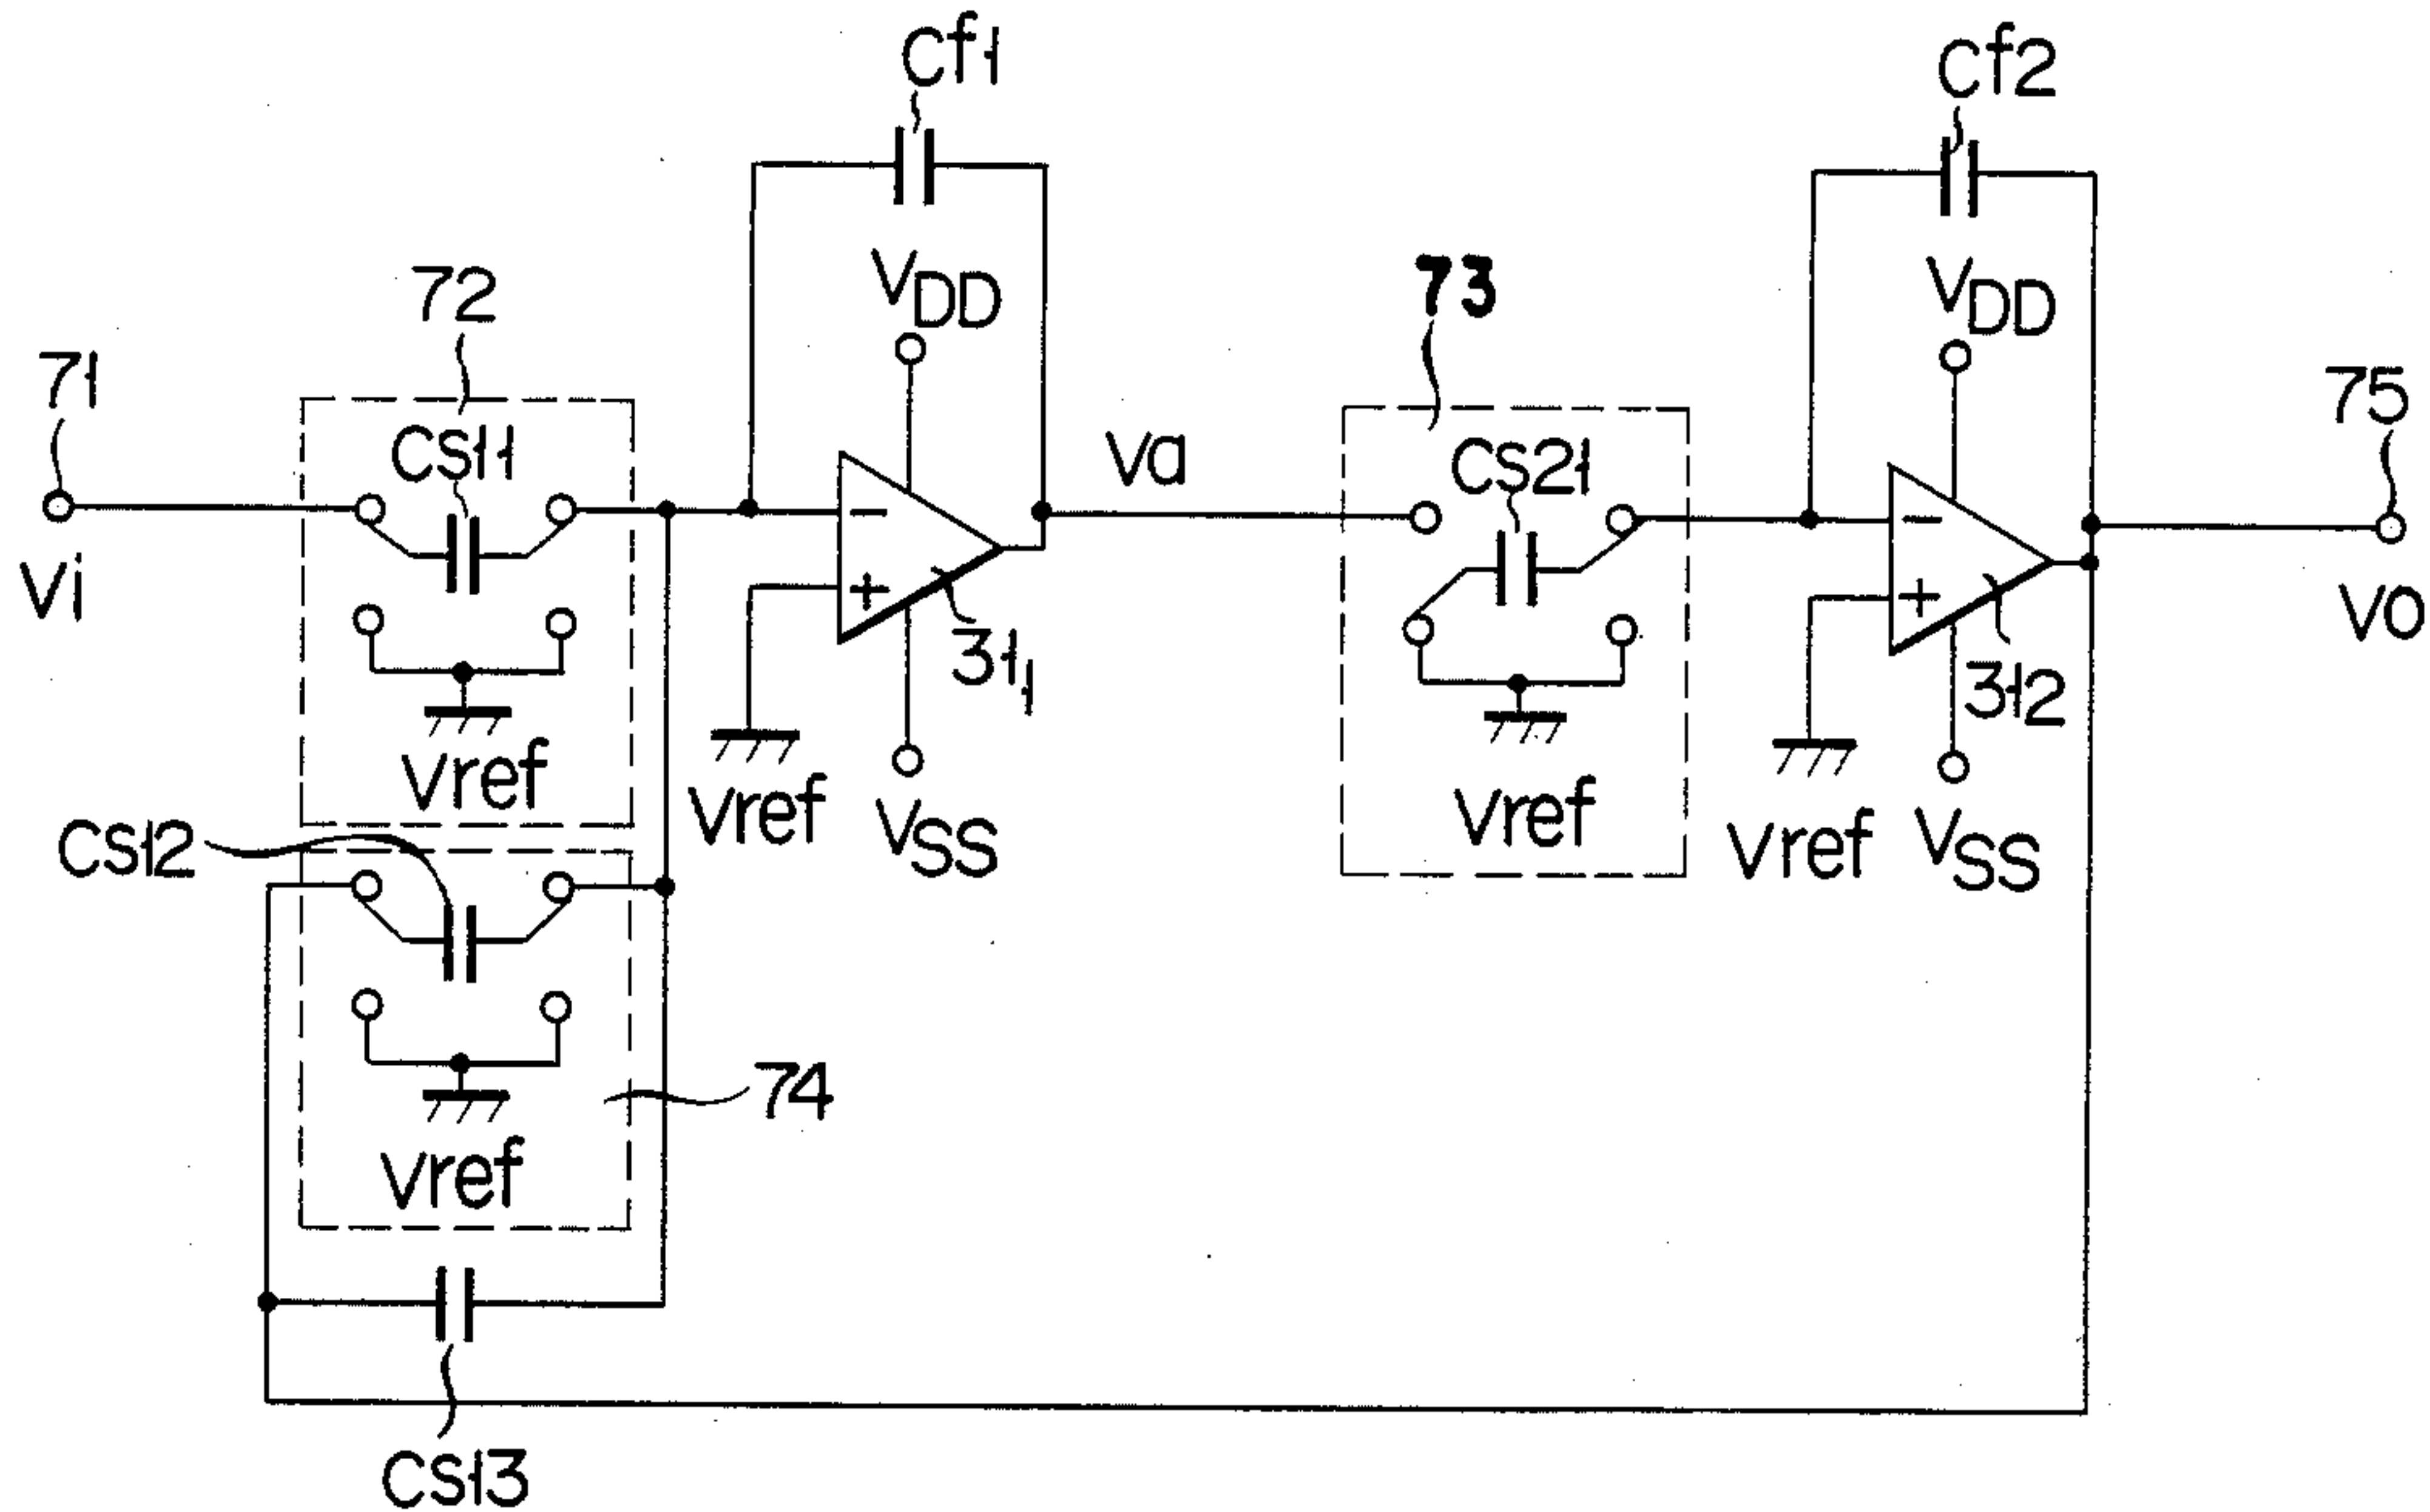 Cf1
Cf2
72
VDD
73
VDD
71
75
Cs11
Va
Cs21
Vi
Vo
31₁
31₂
Vref
Vref
VSS
Vref
Vref
VSS
Cs12
74
Vref
Cs13